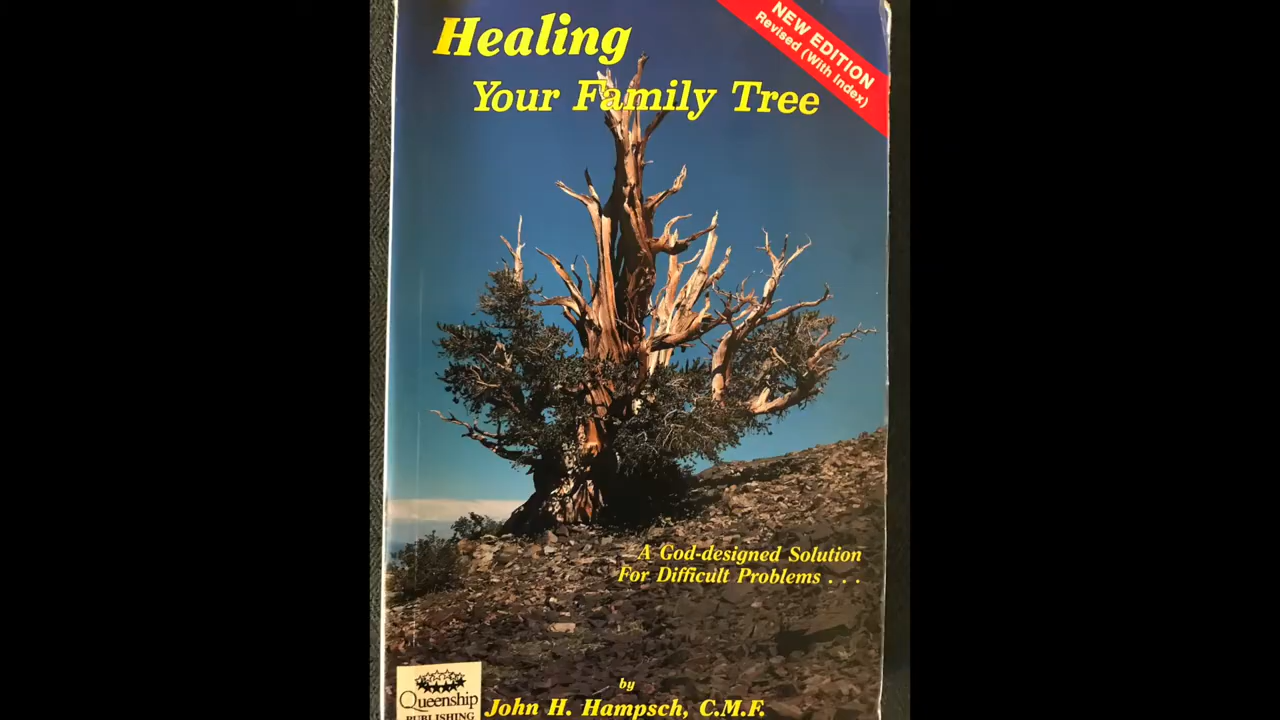 Healing
Your Family Tree
NEW EDITION
Revised (With Index)
A God-designed Solution
For Difficult Problems . . .
by
John H. Hampsch, C.M.F.
Queenship
PUBLISHING